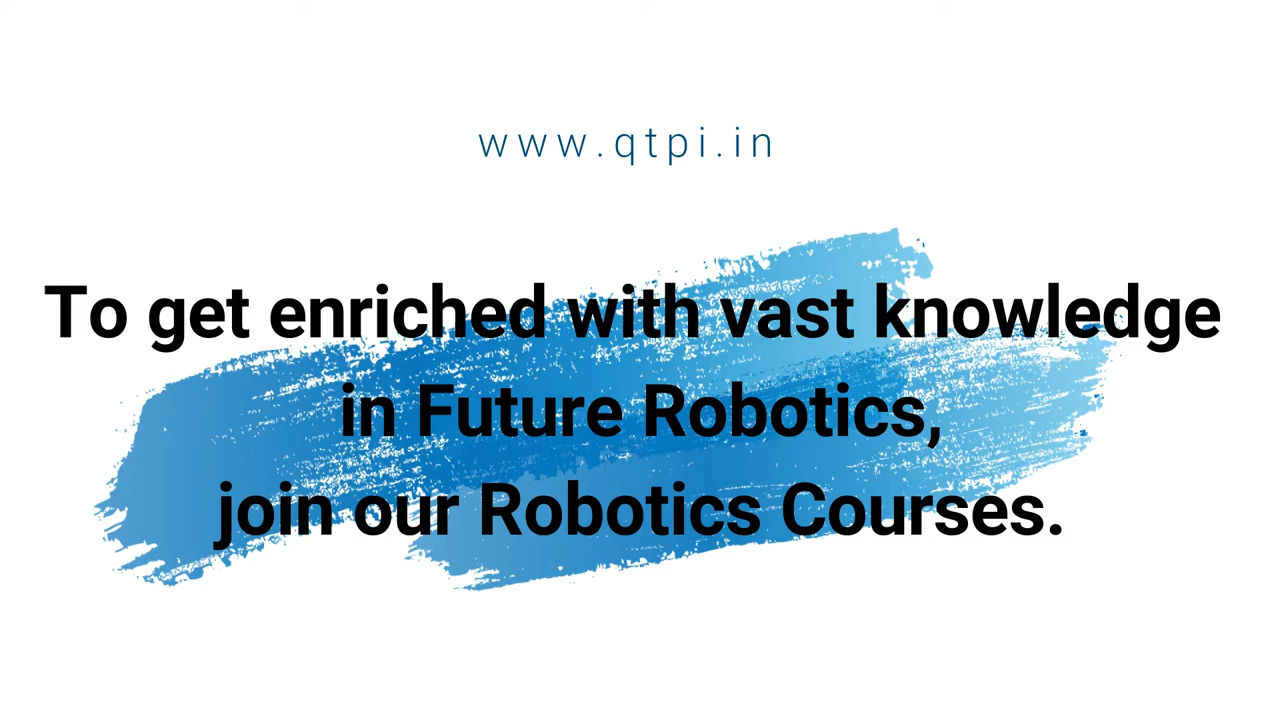 www.qtpi.in
To get enriched with vast knowledge
in Future Robotics,
join our Robotics Courses.